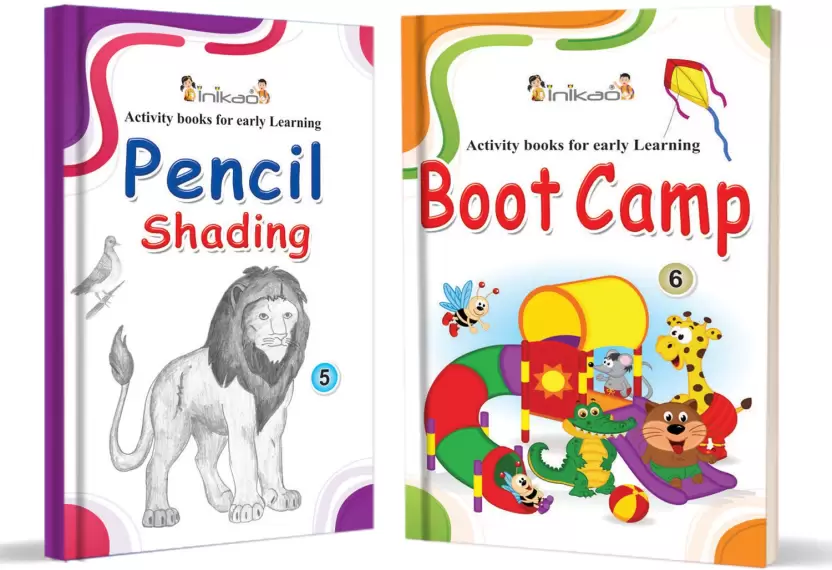 inikao®
Activity books for early Learning
Pencil
Shading
5
inikao®
Activity books for early Learning
Boot Camp
6